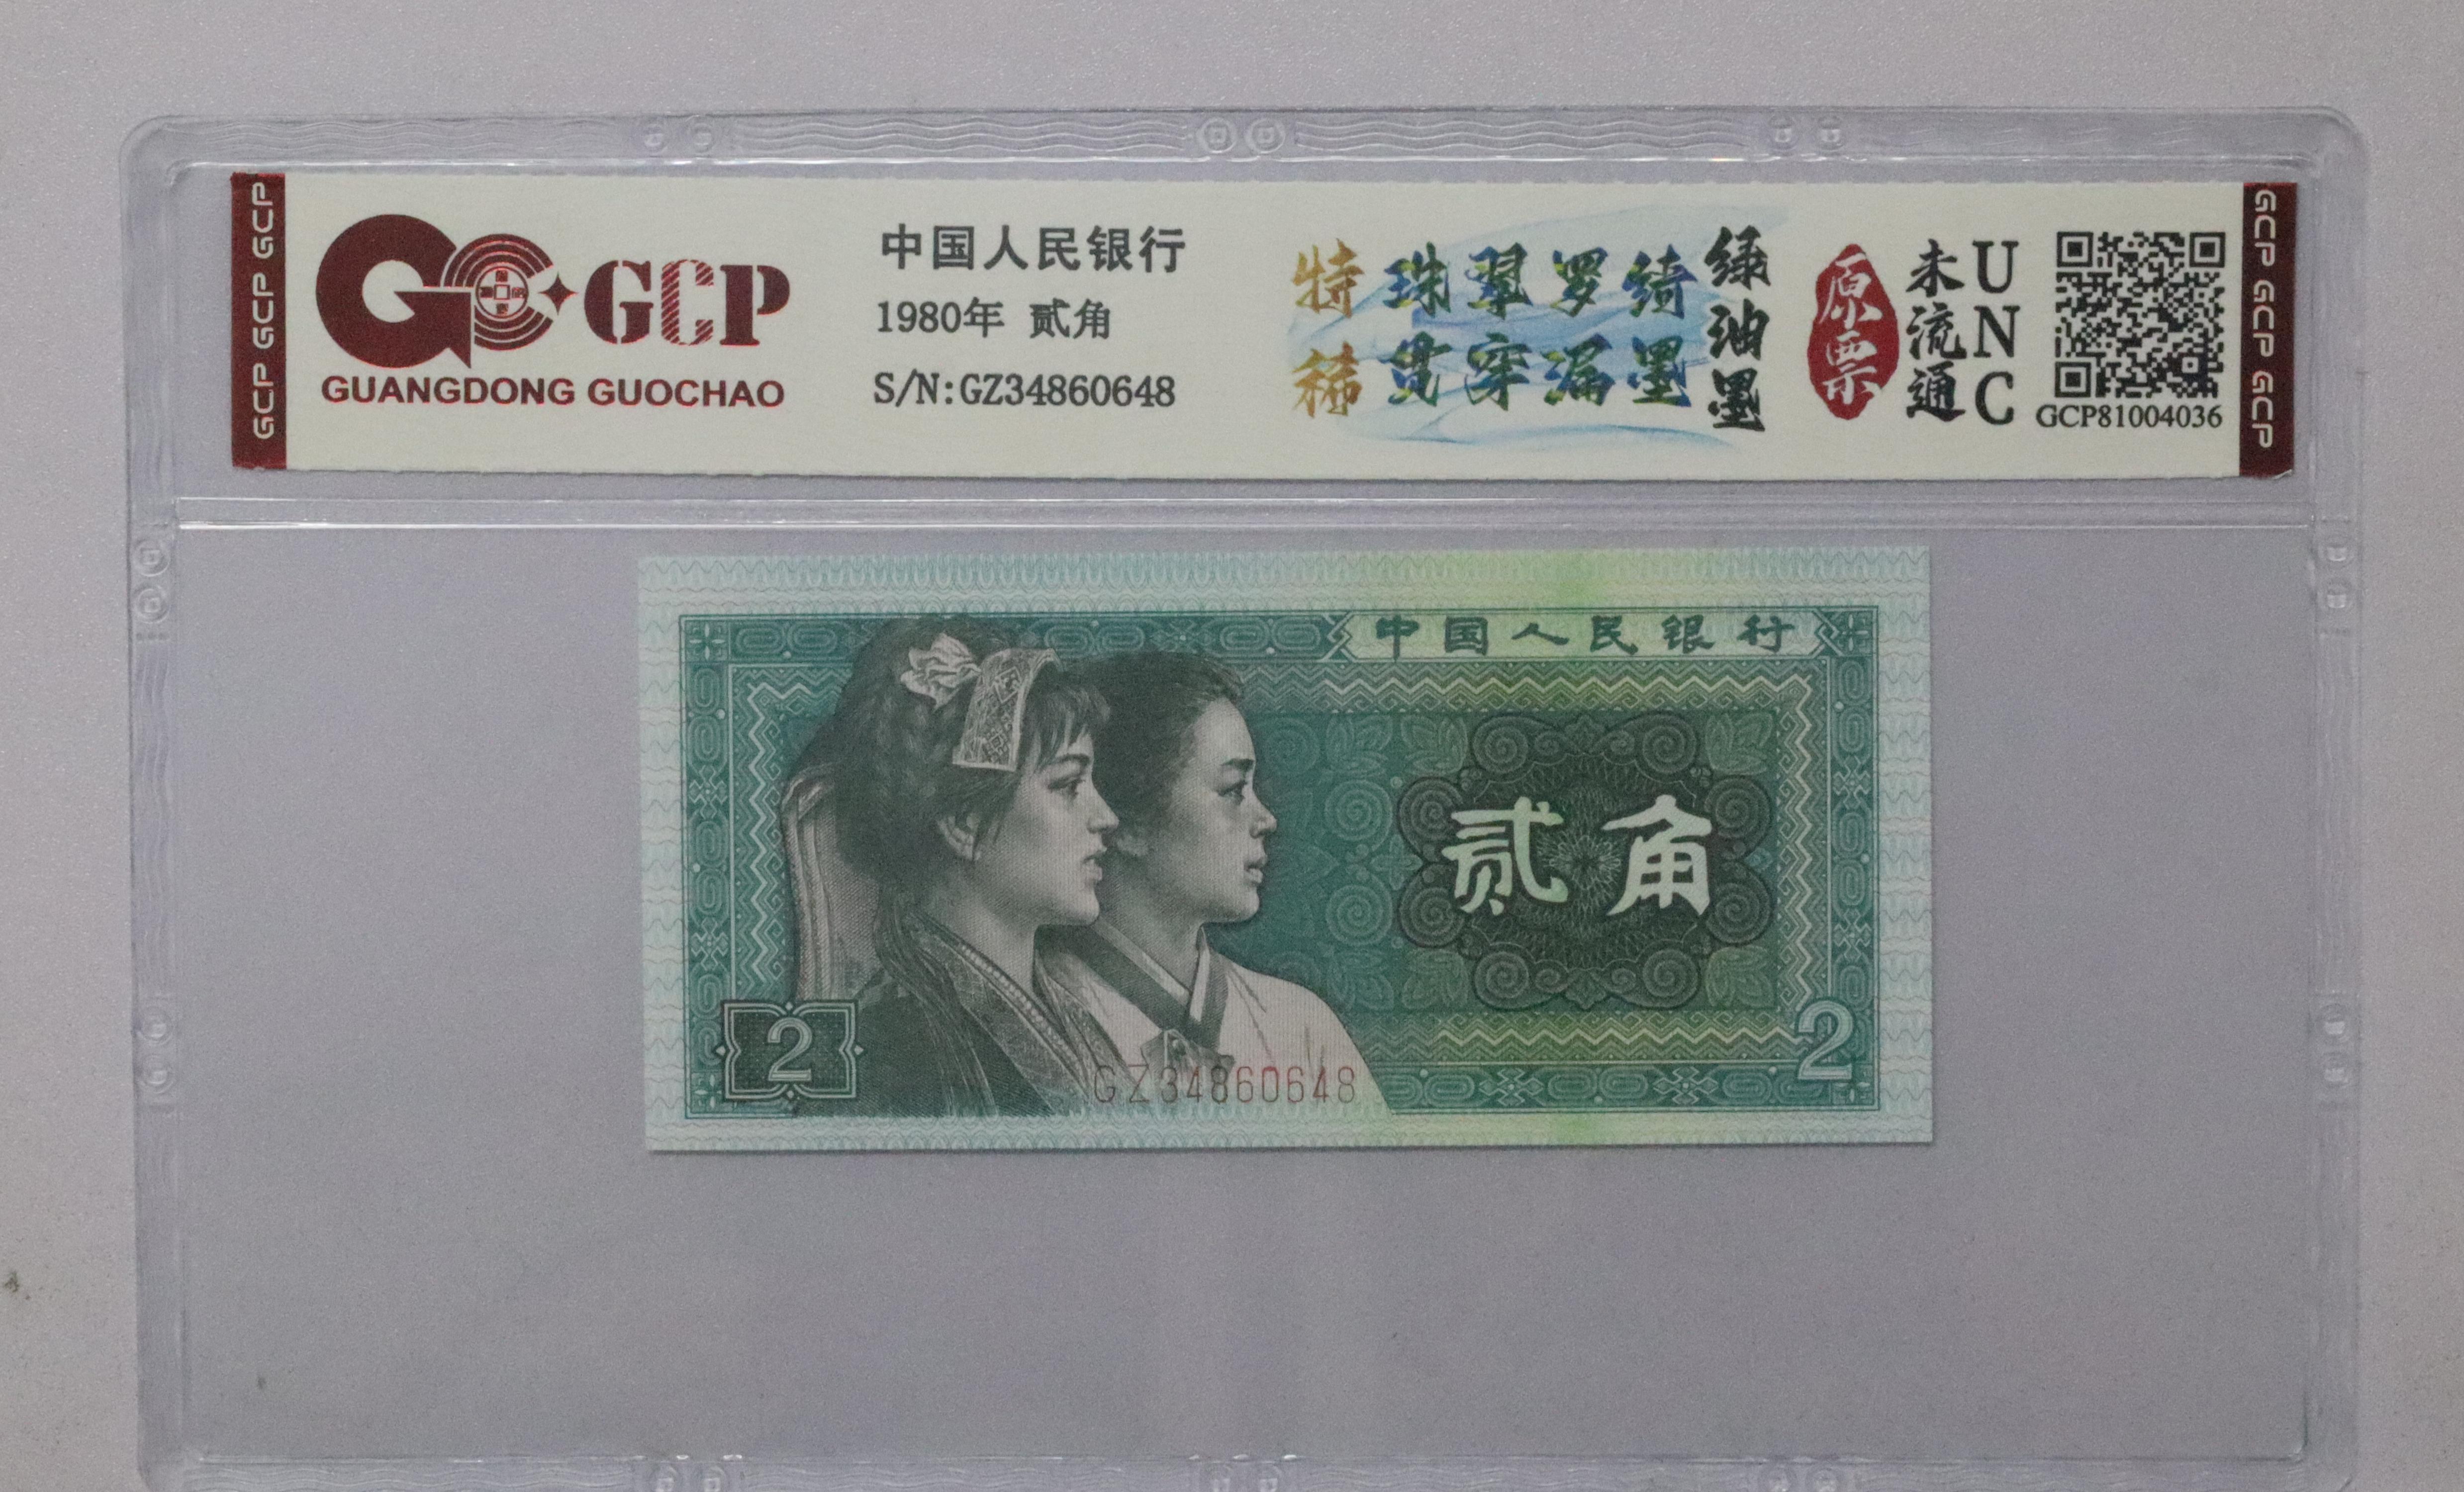 GCP GCP GCP
GCP
GUANGDONG GUOCHAO
中国人民银行
1980年 贰角
S/N:GZ34860648
特稀
珠翠罗绮
贯穿漏墨
绿油墨
原票
未流通
UNC
GCP81004036
GCP GCP GCP
中国人民银行
贰角
2
GZ34860648
2